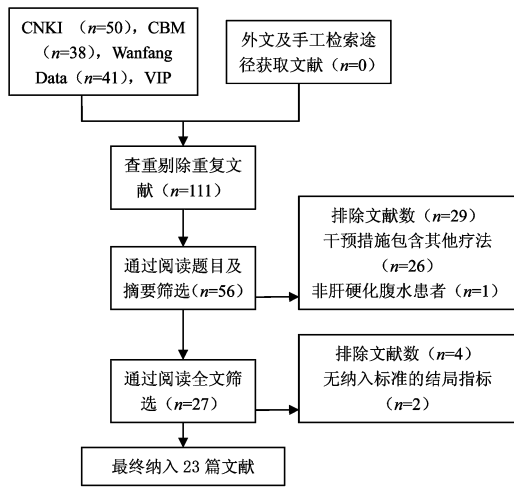 CNKI（n=50），CBM
（n=38），Wanfang
Data（n=41），VIP
外文及手工检索途
径获取文献（n=0）
查重剔除重复文
献（n=111）
排除文献数（n=29）
干预措施包含其他疗法
（n=26）
非肝硬化腹水患者（n=1）
通过阅读题目及
摘要筛选（n=56）
排除文献数（n=4）
无纳入标准的结局指标
（n=2）
通过阅读全文筛
选（n=27）
最终纳入 23 篇文献